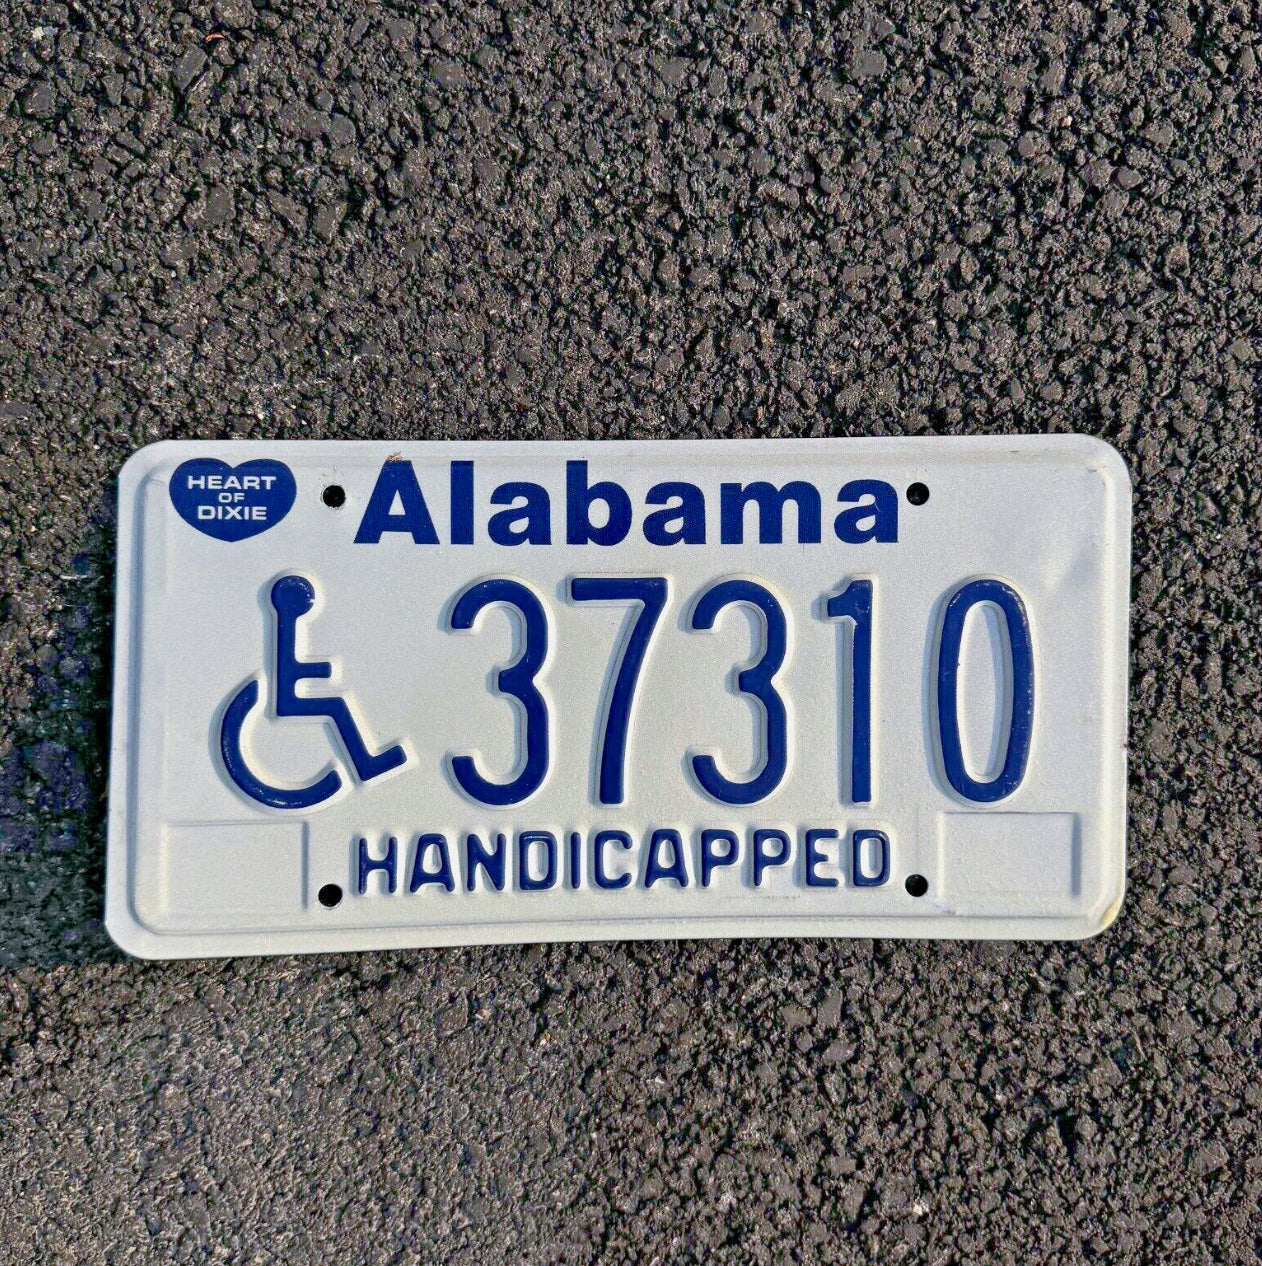 HEART
OF
DIXIE
Alabama
37310
HANDICAPPED